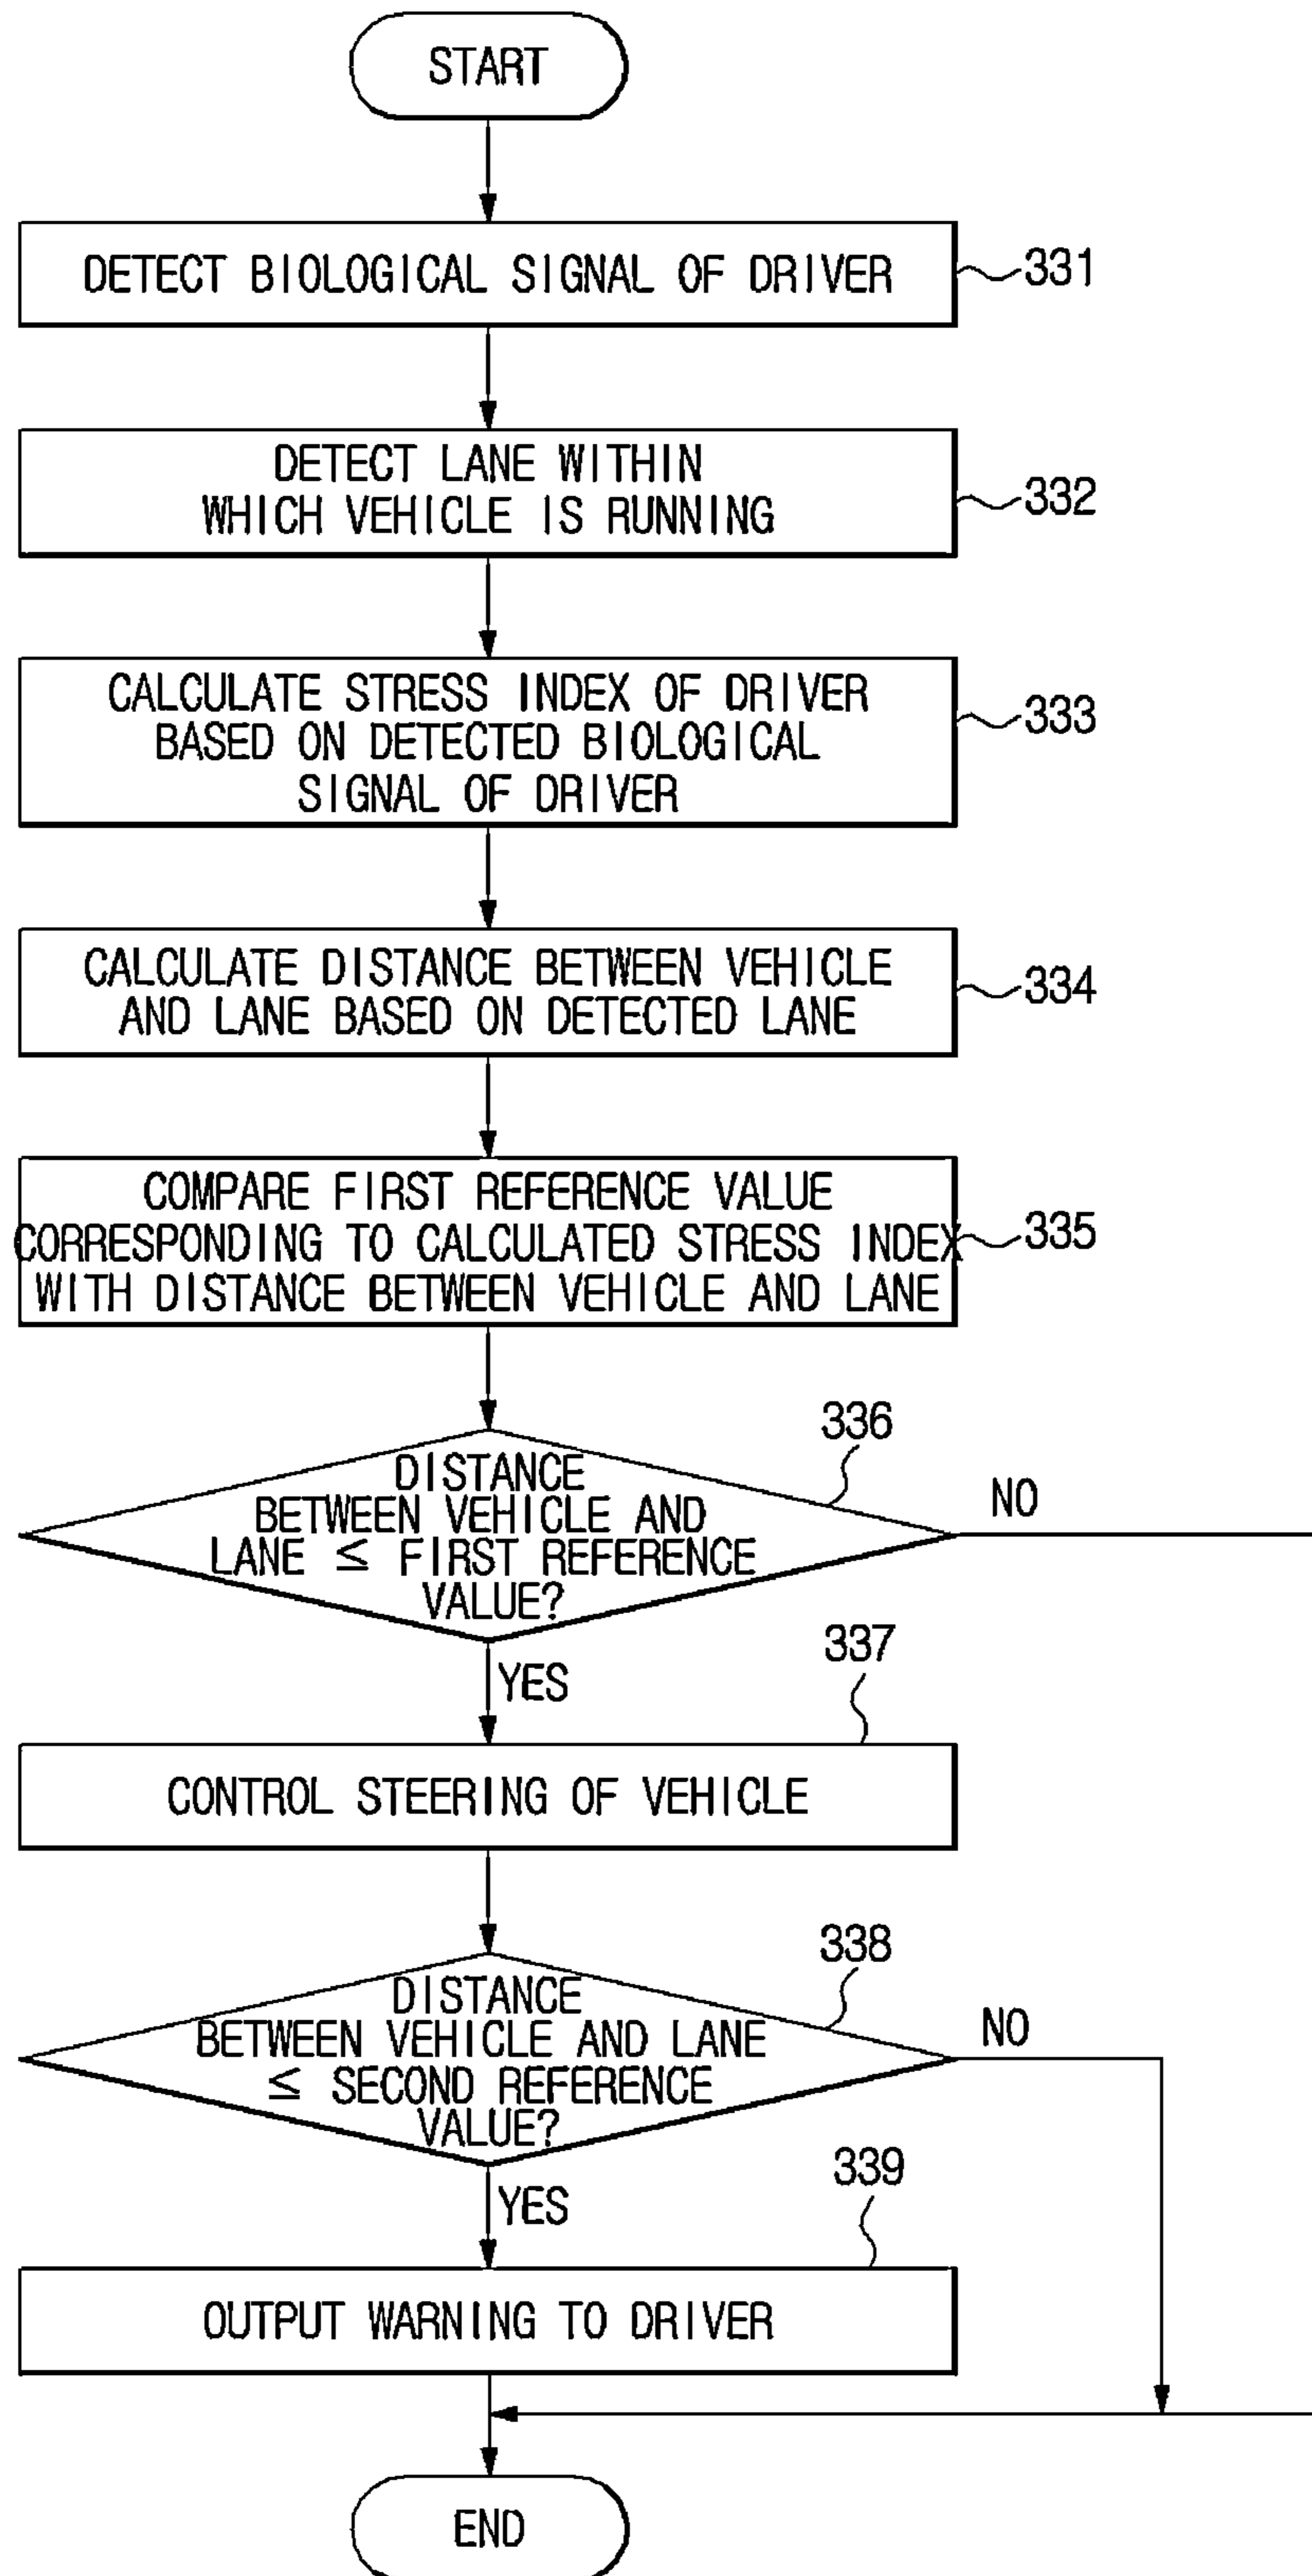 START
DETECT BIOLOGICAL SIGNAL OF DRIVER
331
DETECT LANE WITHIN
WHICH VEHICLE IS RUNNING
332
CALCULATE STRESS INDEX OF DRIVER
BASED ON DETECTED BIOLOGICAL
SIGNAL OF DRIVER
333
CALCULATE DISTANCE BETWEEN VEHICLE
AND LANE BASED ON DETECTED LANE
334
COMPARE FIRST REFERENCE VALUE
CORRESPONDING TO CALCULATED STRESS INDEX
WITH DISTANCE BETWEEN VEHICLE AND LANE
335
336
DISTANCE
BETWEEN VEHICLE AND
LANE ≤ FIRST REFERENCE
VALUE?
NO
YES
337
CONTROL STEERING OF VEHICLE
338
DISTANCE
BETWEEN VEHICLE AND LANE
≤ SECOND REFERENCE
VALUE?
NO
YES
339
OUTPUT WARNING TO DRIVER
END